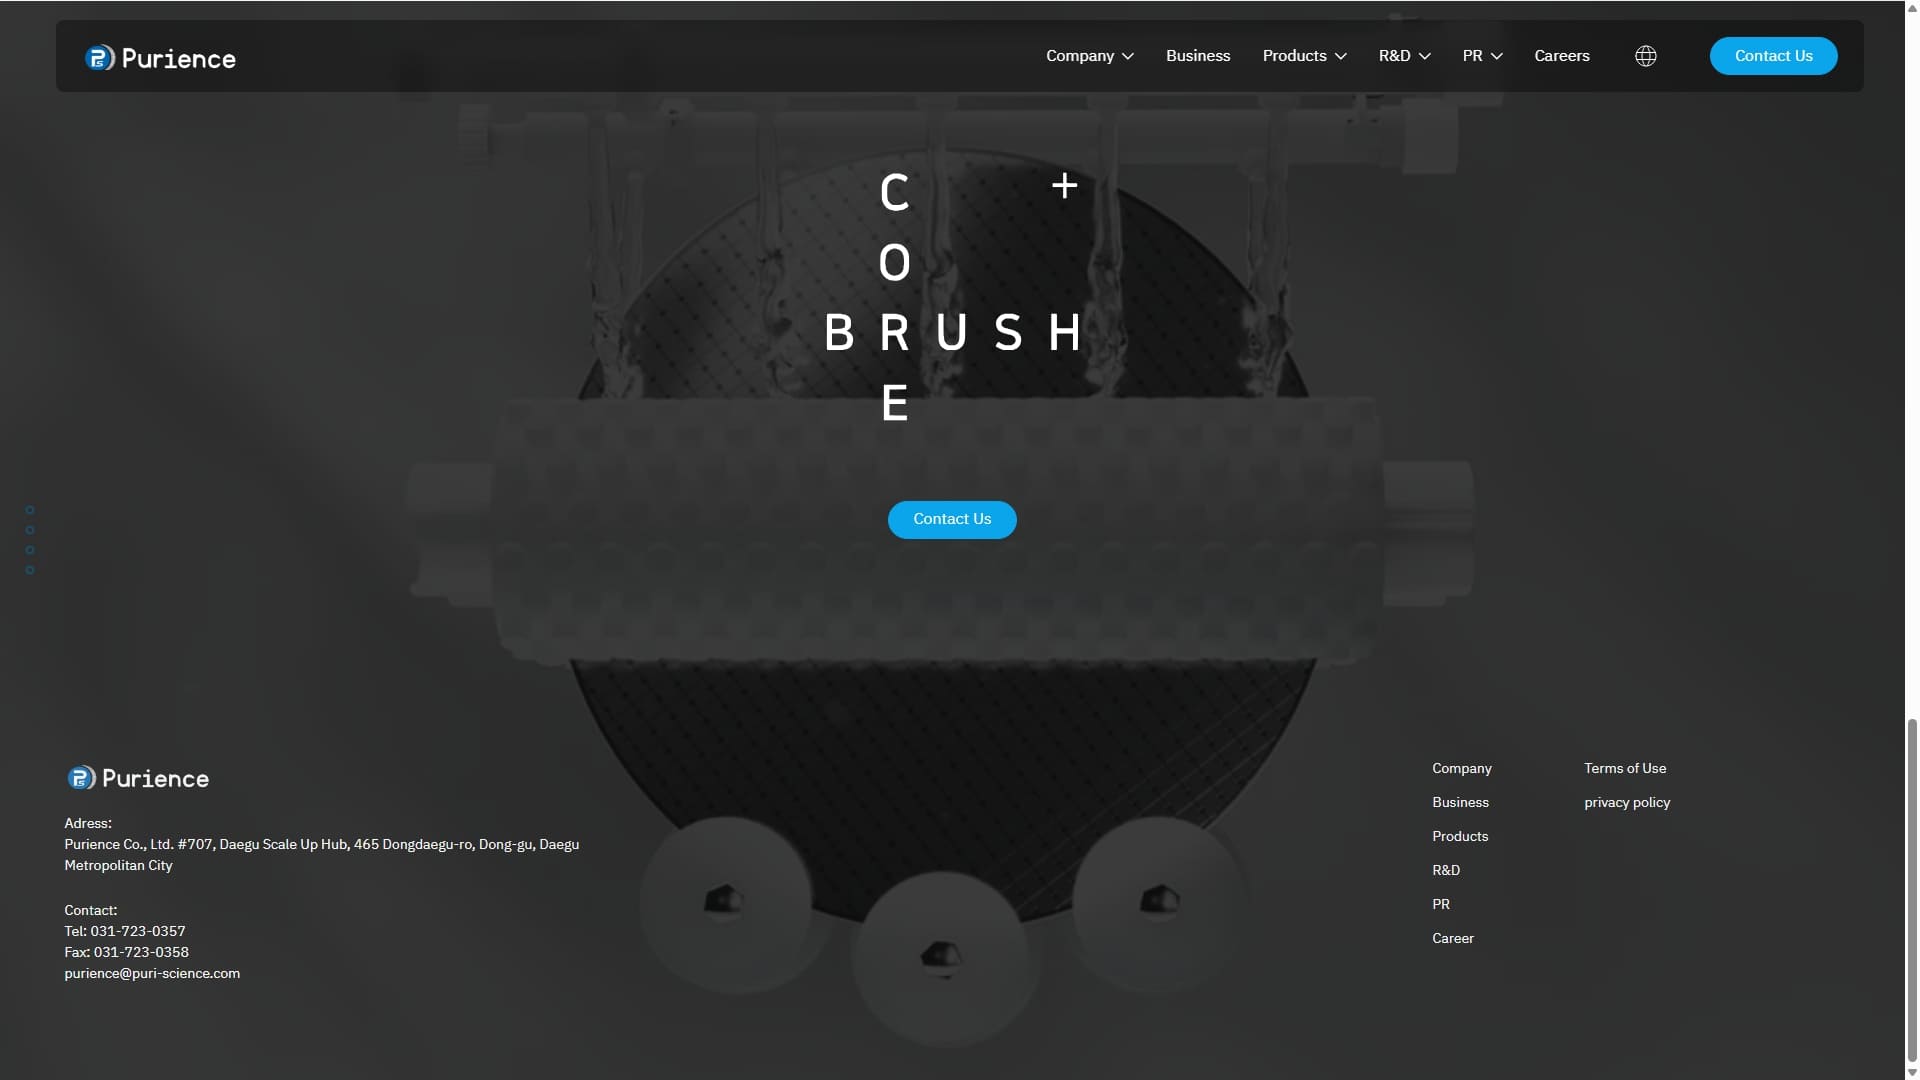 Purience
Company
Business
Products
R&D
PR
Careers
Contact Us
C +
O
BRUSH
E
Contact Us
Purience
Adress:
Purience Co., Ltd. #707, Daegu Scale Up Hub, 465 Dongdaegu-ro, Dong-gu, Daegu
Metropolitan City
Contact:
Tel: 031-723-0357
Fax: 031-723-0358
purience@puri-science.com
Company
Business
Products
R&D
PR
Career
Terms of Use
privacy policy